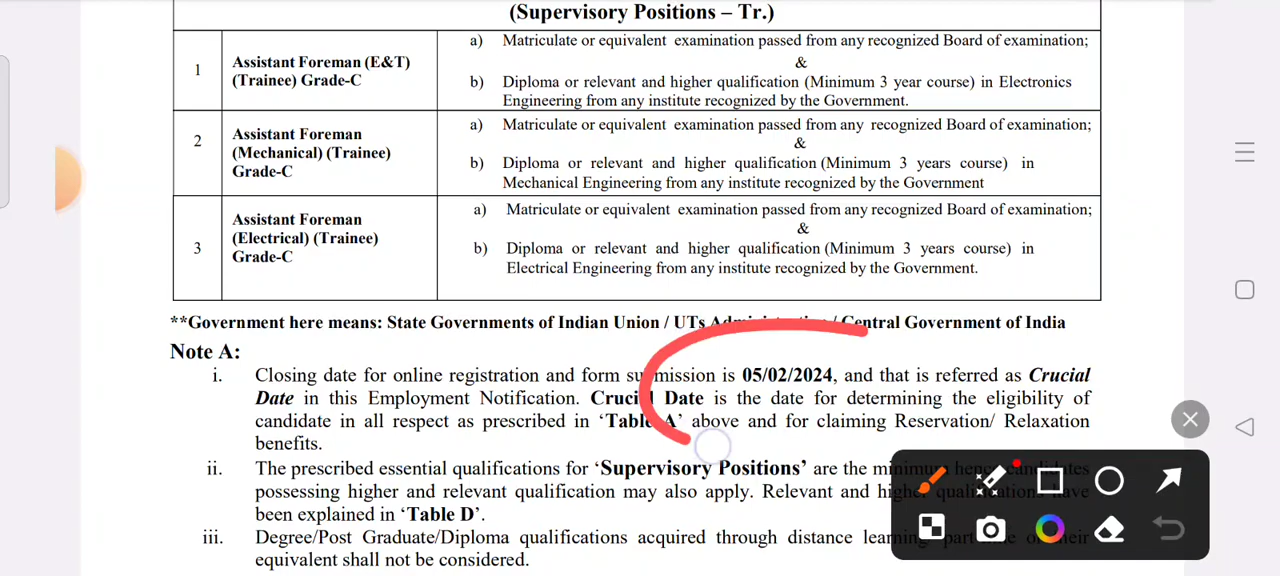 (Supervisory Positions – Tr.)
1
Assistant Foreman (E&T)
(Trainee) Grade-C
a) Matriculate or equivalent examination passed from any recognized Board of examination;
&
b) Diploma or relevant and higher qualification (Minimum 3 year course) in Electronics
Engineering from any institute recognized by the Government.
2
Assistant Foreman
(Mechanical) (Trainee)
Grade-C
a) Matriculate or equivalent examination passed from any recognized Board of examination;
&
b) Diploma or relevant and higher qualification (Minimum 3 years course) in
Mechanical Engineering from any institute recognized by the Government
3
Assistant Foreman
(Electrical) (Trainee)
Grade-C
a) Matriculate or equivalent examination passed from any recognized Board of examination;
&
b) Diploma or relevant and higher qualification (Minimum 3 years course) in
Electrical Engineering from any institute recognized by the Government.
**Government here means: State Governments of Indian Union / UTs / Central Government of India
Note A:
i. Closing date for online registration and form submission is 05/02/2024, and that is referred as Crucial
Date in this Employment Notification. Crucial Date is the date for determining the eligibility of
candidate in all respect as prescribed in ‘Table A’ above and for claiming Reservation/ Relaxation
benefits.
ii. The prescribed essential qualifications for ‘Supervisory Positions’ are the minimum hence candidates
possessing higher and relevant qualification may also apply. Relevant and higher qualifications have
been explained in ‘Table D’.
iii. Degree/Post Graduate/Diploma qualifications acquired through distance learning
equivalent shall not be considered.